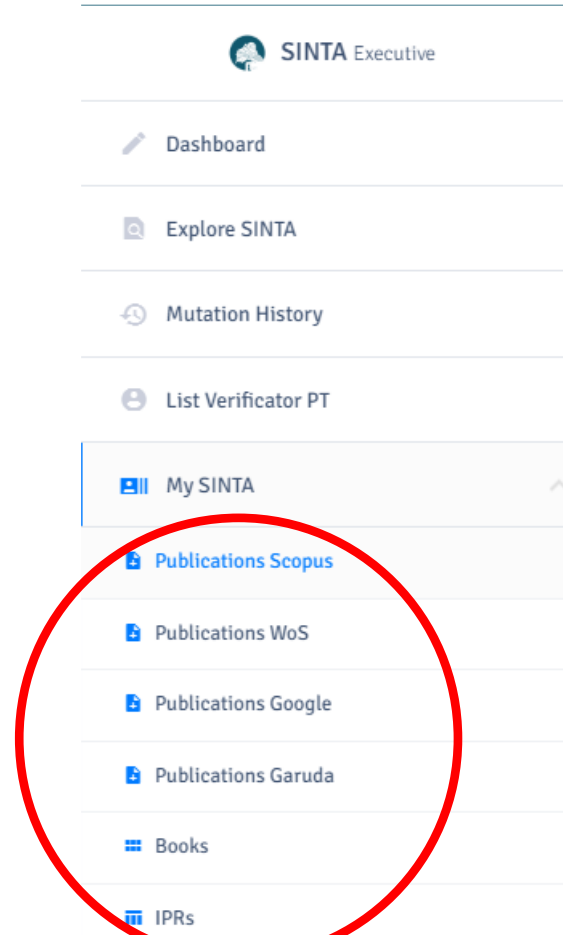 SINTA Executive
Dashboard
Explore SINTA
Mutation History
List Verificator PT
My SINTA
Publications Scopus
Publications WoS
Publications Google
Publications Garuda
Books
IPRs